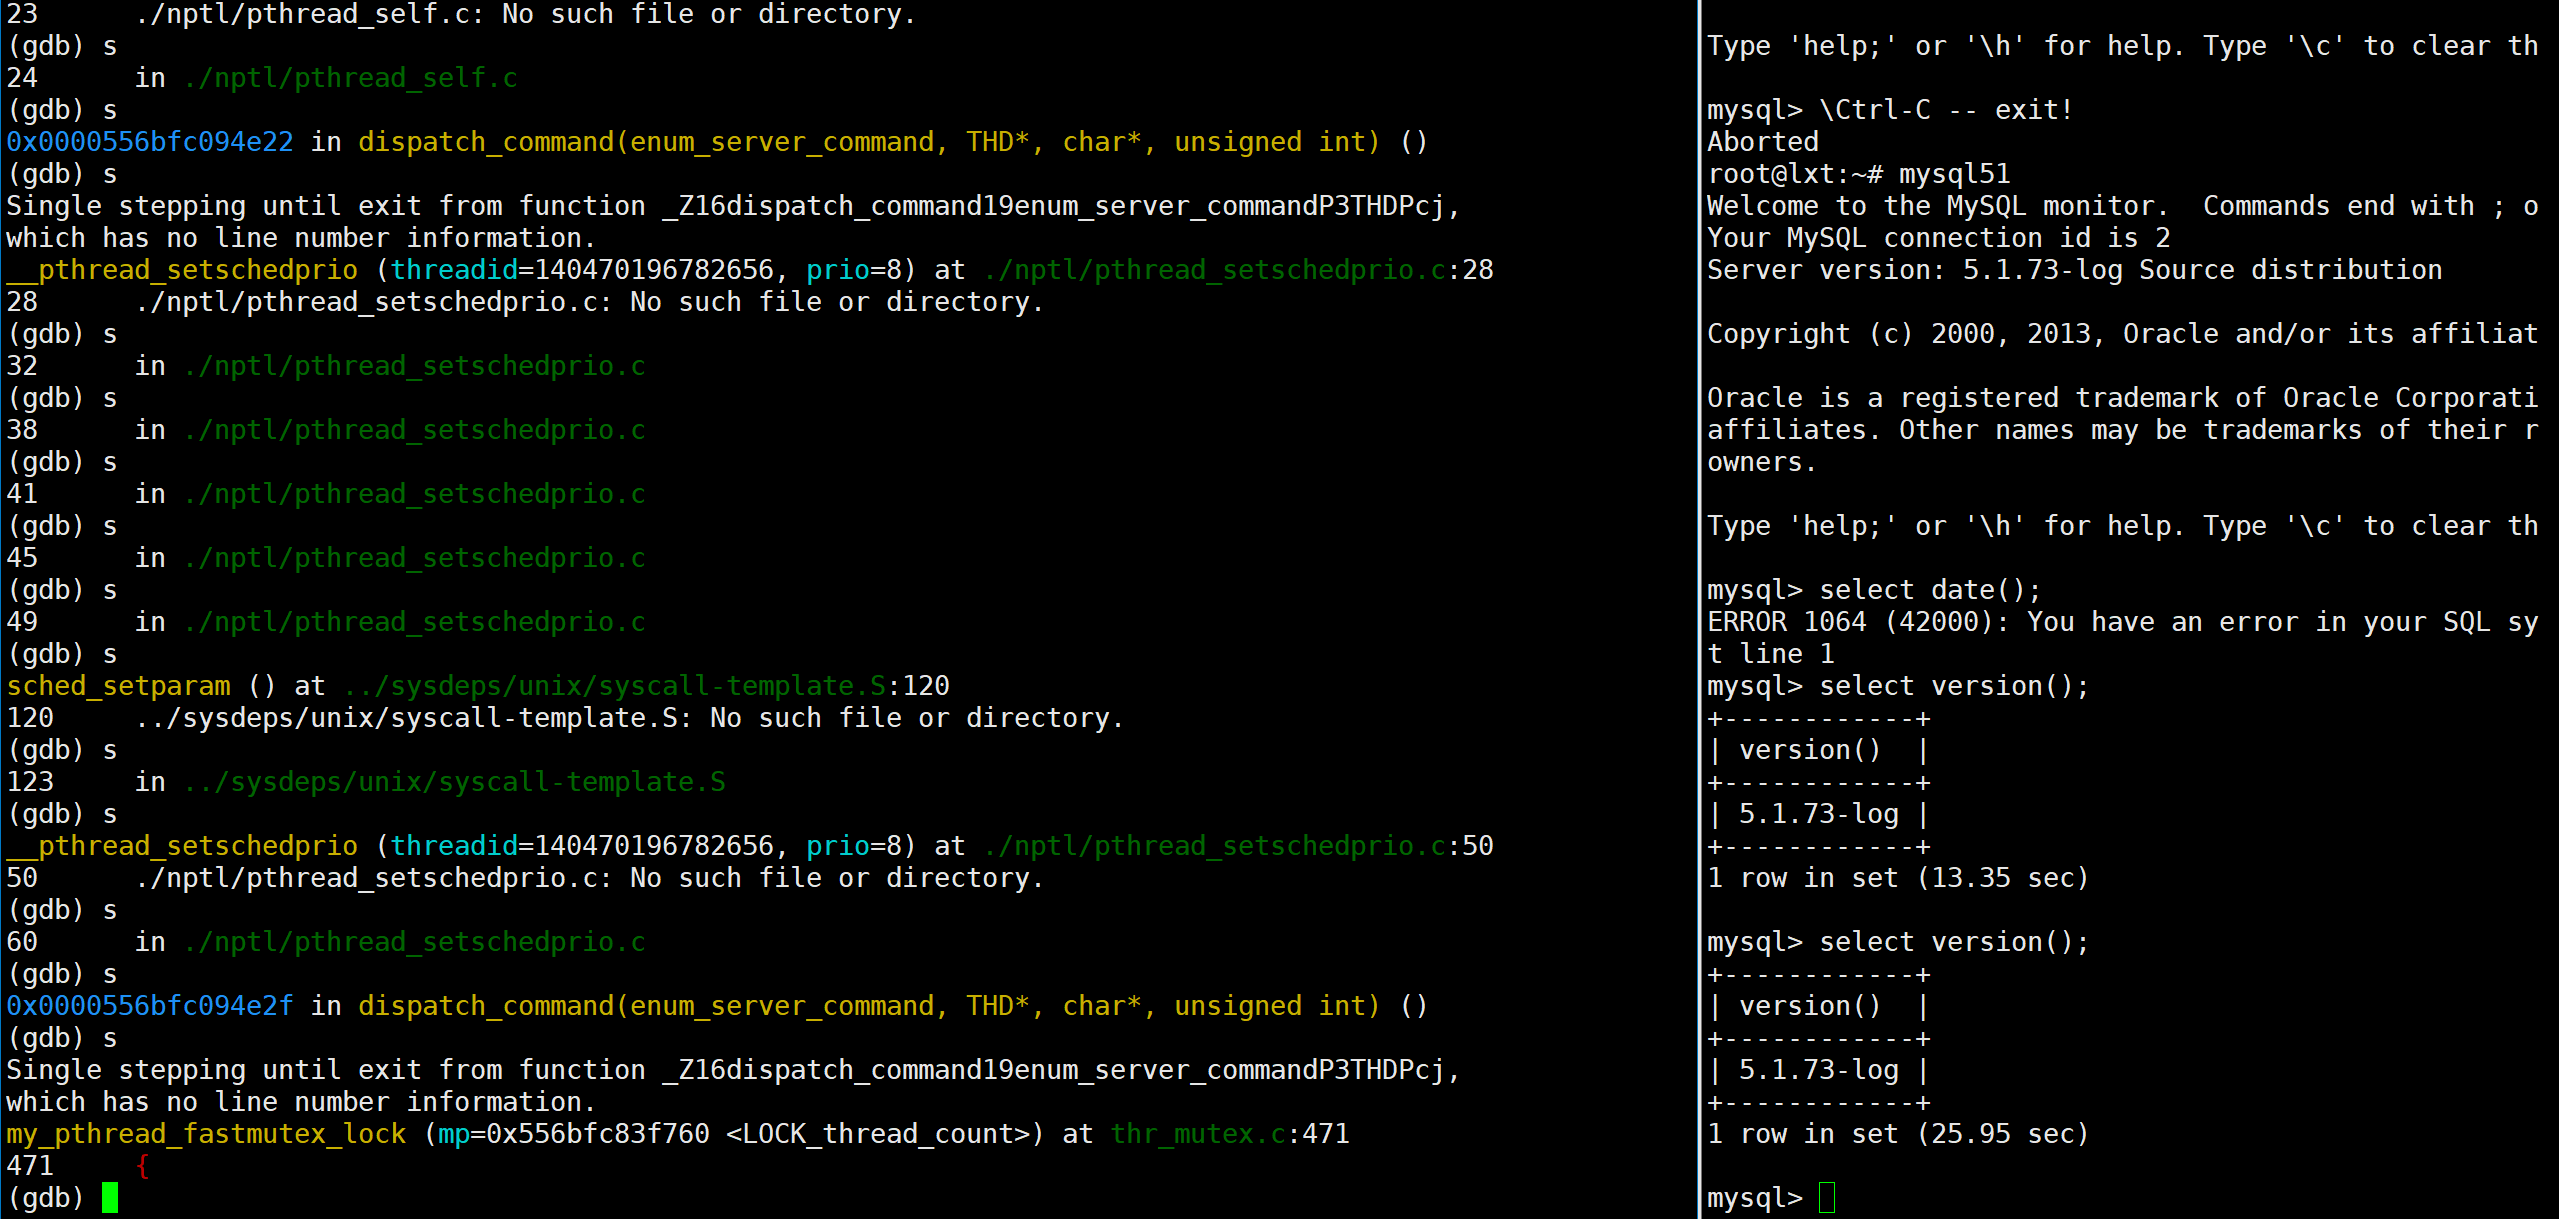 23      ./nptl/pthread_self.c: No such file or directory.
(gdb) s
24      in ./nptl/pthread_self.c
(gdb) s
0x0000556bfc094e22 in dispatch_command(enum_server_command, THD*, char*, unsigned int) ()
(gdb) s
Single stepping until exit from function _Z16dispatch_command19enum_server_commandP3THDPcj,
which has no line number information.
__pthread_setschedprio (threadid=140470196782656, prio=8) at ./nptl/pthread_setschedprio.c:28
28      ./nptl/pthread_setschedprio.c: No such file or directory.
(gdb) s
32      in ./nptl/pthread_setschedprio.c
(gdb) s
38      in ./nptl/pthread_setschedprio.c
(gdb) s
41      in ./nptl/pthread_setschedprio.c
(gdb) s
45      in ./nptl/pthread_setschedprio.c
(gdb) s
49      in ./nptl/pthread_setschedprio.c
(gdb) s
sched_setparam () at ../sysdeps/unix/syscall-template.S:120
120     ../sysdeps/unix/syscall-template.S: No such file or directory.
(gdb) s
123     in ../sysdeps/unix/syscall-template.S
(gdb) s
__pthread_setschedprio (threadid=140470196782656, prio=8) at ./nptl/pthread_setschedprio.c:50
50      ./nptl/pthread_setschedprio.c: No such file or directory.
(gdb) s
60      in ./nptl/pthread_setschedprio.c
(gdb) s
0x0000556bfc094e2f in dispatch_command(enum_server_command, THD*, char*, unsigned int) ()
(gdb) s
Single stepping until exit from function _Z16dispatch_command19enum_server_commandP3THDPcj,
which has no line number information.
my_pthread_fastmutex_lock (mp=0x556bfc83f760 <LOCK_thread_count>) at thr_mutex.c:471
471     {
(gdb)
Type 'help;' or '\h' for help. Type '\c' to clear th
mysql> \Ctrl-C -- exit!
Aborted
root@lxt:~# mysql51
Welcome to the MySQL monitor.  Commands end with ; o
Your MySQL connection id is 2
Server version: 5.1.73-log Source distribution
Copyright (c) 2000, 2013, Oracle and/or its affiliat
Oracle is a registered trademark of Oracle Corporati
affiliates. Other names may be trademarks of their r
owners.
Type 'help;' or '\h' for help. Type '\c' to clear th
mysql> select date();
ERROR 1064 (42000): You have an error in your SQL sy
t line 1
mysql> select version();
+------------+
| version()  |
+------------+
| 5.1.73-log |
+------------+
1 row in set (13.35 sec)
mysql> select version();
+------------+
| version()  |
+------------+
| 5.1.73-log |
+------------+
1 row in set (25.95 sec)
mysql>